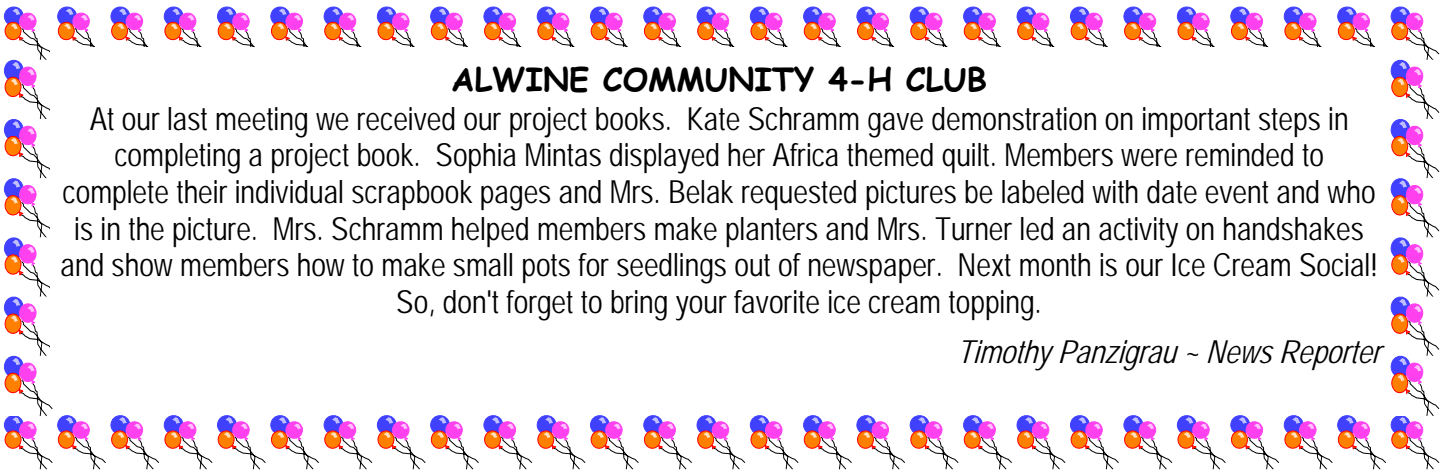 ALWINE COMMUNITY 4-H CLUB
At our last meeting we received our project books.  Kate Schramm gave demonstration on important steps in
completing a project book.  Sophia Mintas displayed her Africa themed quilt. Members were reminded to
complete their individual scrapbook pages and Mrs. Belak requested pictures be labeled with date event and who
is in the picture.  Mrs. Schramm helped members make planters and Mrs. Turner led an activity on handshakes
and show members how to make small pots for seedlings out of newspaper.  Next month is our Ice Cream Social!
So, don't forget to bring your favorite ice cream topping.
Timothy Panzigrau ~ News Reporter